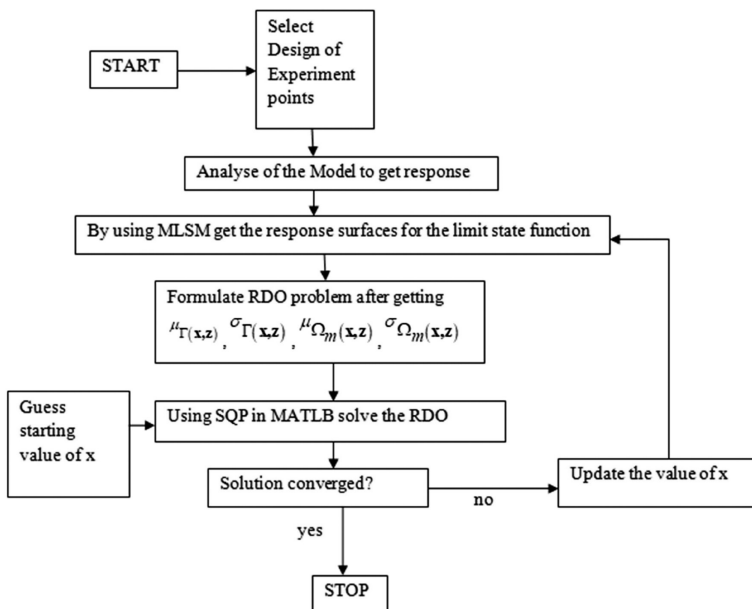 START
Select
Design of
Experiment
points
Analyse of the Model to get response
By using MLSM get the response surfaces for the limit state function
Formulate RDO problem after getting
μΓ(x,z) , σΓ(x,z) , μΩm(x,z) , σΩm(x,z)
Guess
starting
value of x
Using SQP in MATLB solve the RDO
Solution converged?
no
Update the value of x
yes
STOP